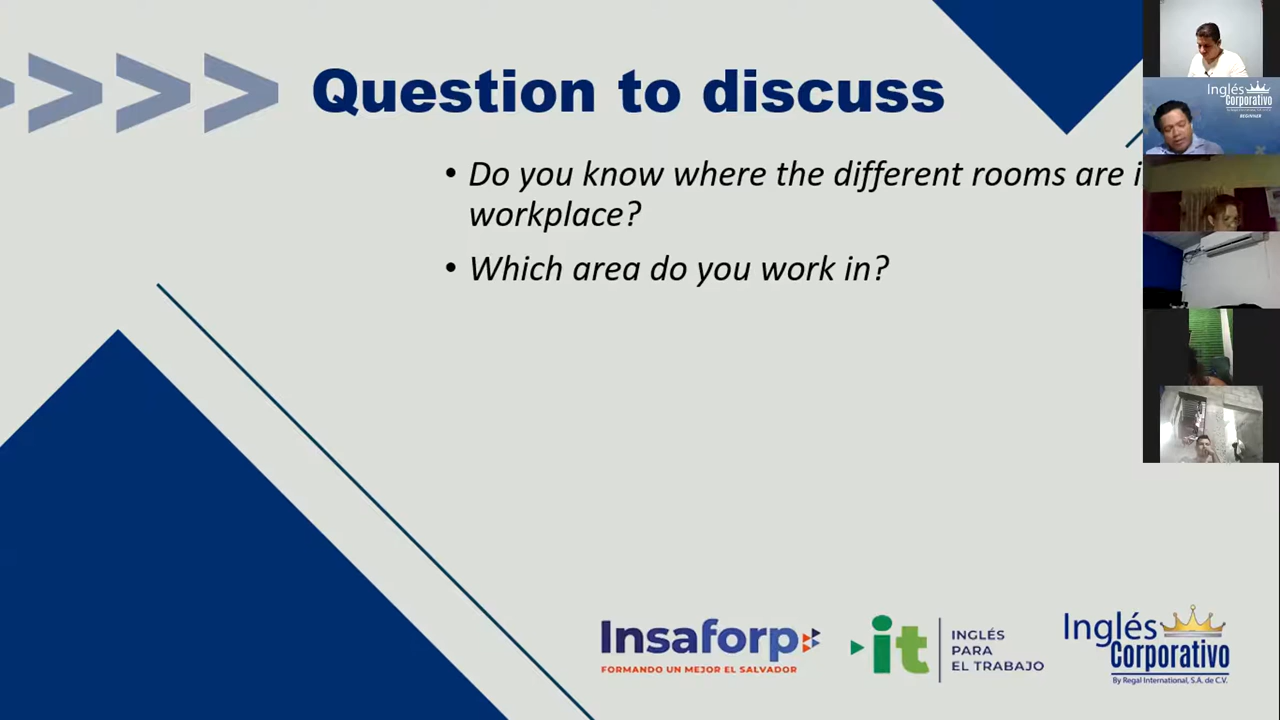 Question to discuss
• Do you know where the different rooms are i
workplace?
• Which area do you work in?
Inglés
Corporativo
Insaforp
FORMANDO UN MEJOR EL SALVADOR
it
INGLÉS
PARA
EL TRABAJO
Inglés
Corporativo
By Regal International, S.A. de C.V.